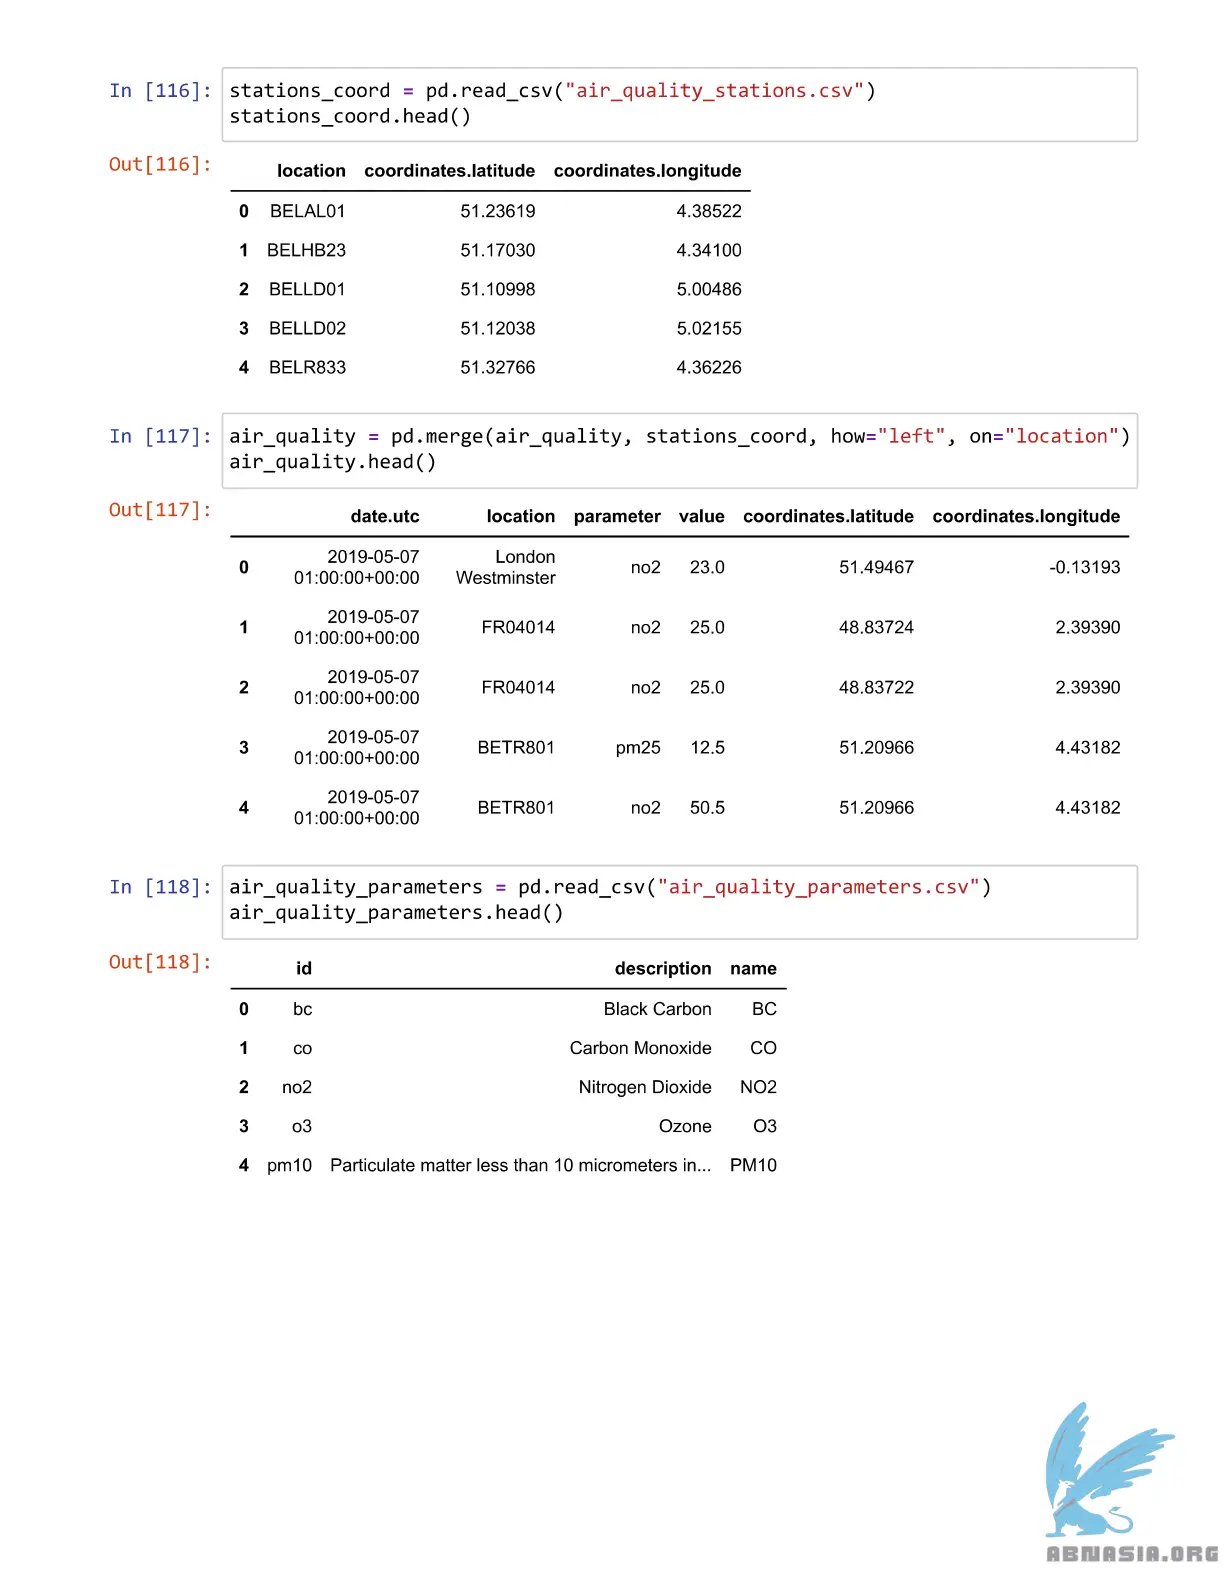 In [116]: stations_coord = pd.read_csv("air_quality_stations.csv")
stations_coord.head()
Out[116]:
location coordinates.latitude coordinates.longitude
0 BELAL01 51.23619 4.38522
1 BELHB23 51.17030 4.34100
2 BELLD01 51.10998 5.00486
3 BELLD02 51.12038 5.02155
4 BELR833 51.32766 4.36226
In [117]: air_quality = pd.merge(air_quality, stations_coord, how="left", on="location")
air_quality.head()
Out[117]:
date.utc location parameter value coordinates.latitude coordinates.longitude
0 2019-05-07 01:00:00+00:00 London Westminster no2 23.0 51.49467 -0.13193
1 2019-05-07 01:00:00+00:00 FR04014 no2 25.0 48.83724 2.39390
2 2019-05-07 01:00:00+00:00 FR04014 no2 25.0 48.83722 2.39390
3 2019-05-07 01:00:00+00:00 BETR801 pm25 12.5 51.20966 4.43182
4 2019-05-07 01:00:00+00:00 BETR801 no2 50.5 51.20966 4.43182
In [118]: air_quality_parameters = pd.read_csv("air_quality_parameters.csv")
air_quality_parameters.head()
Out[118]:
id description name
0 bc Black Carbon BC
1 co Carbon Monoxide CO
2 no2 Nitrogen Dioxide NO2
3 o3 Ozone O3
4 pm10 Particulate matter less than 10 micrometers in... PM10
ABNASIA.ORG